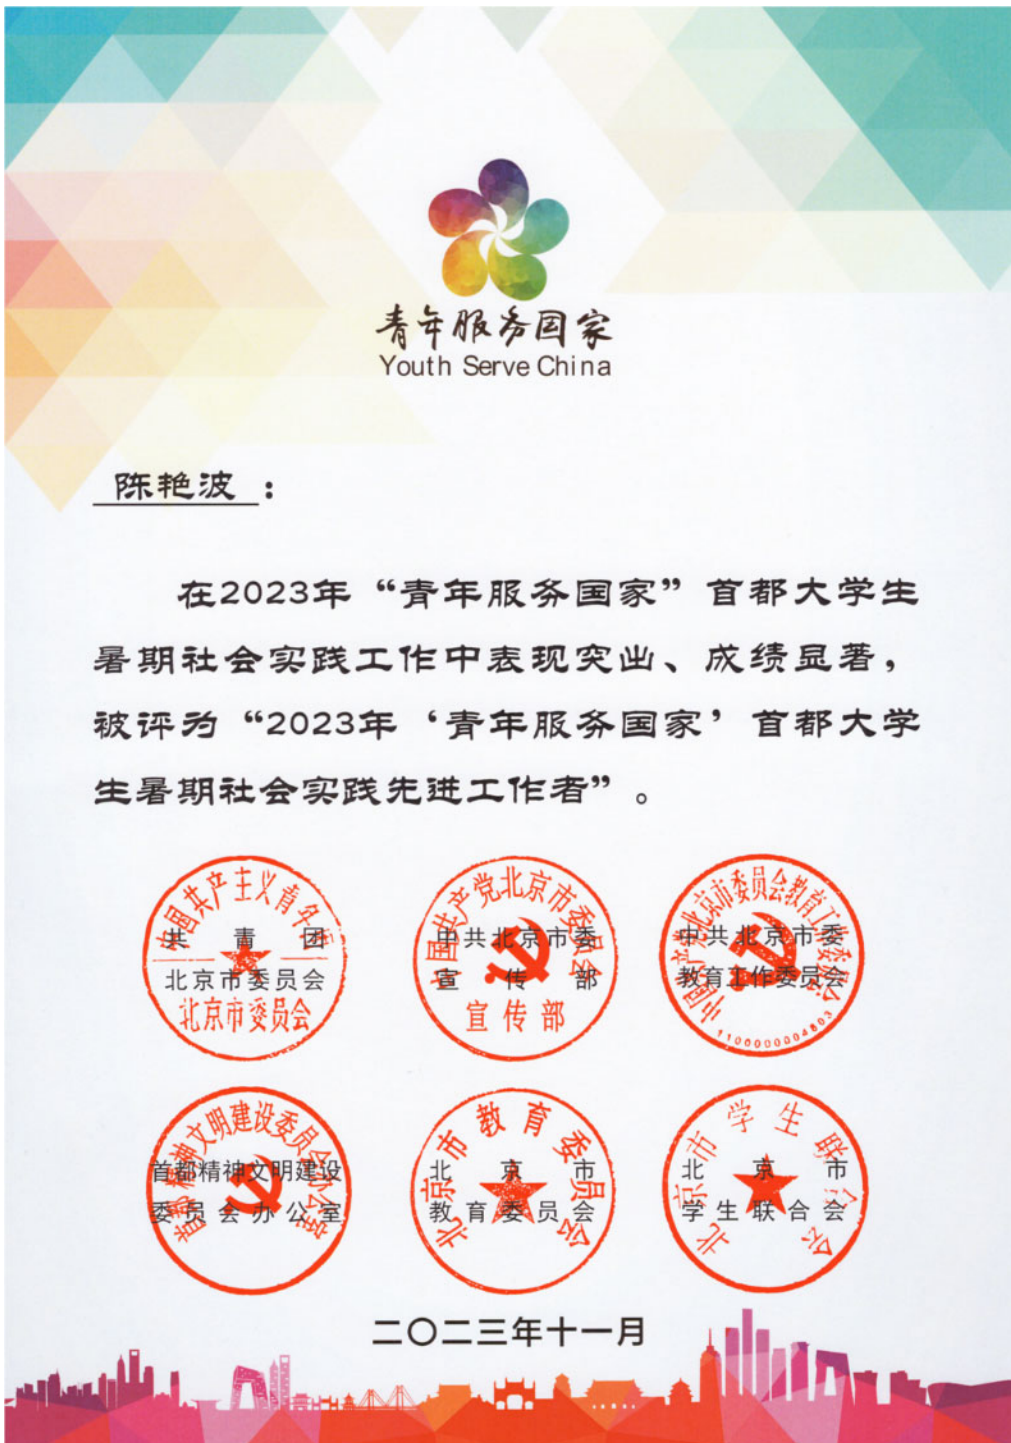 青年服务国家
Youth Serve China
陈艳波：
在2023年“青年服务国家”首都大学生
暑期社会实践工作中表现突出、成绩显著，
被评为“2023年‘青年服务国家’首都大学
生暑期社会实践先进工作者”。
中国共产主义青年团
共青团
北京市委员会
北京市委员会
中国共产党北京市委员会
中共北京市委
宣传部
宣传部
中国共产党北京市委员会教育工作委员会
中共北京市委
教育工作委员会
1100000004803
首都精神文明建设委员会办公室
首都精神文明建设
委员会办公室
北京市教育委员会
北京市
教育委员会
北京市学生联合会
北京市
学生联合会
二〇二三年十一月